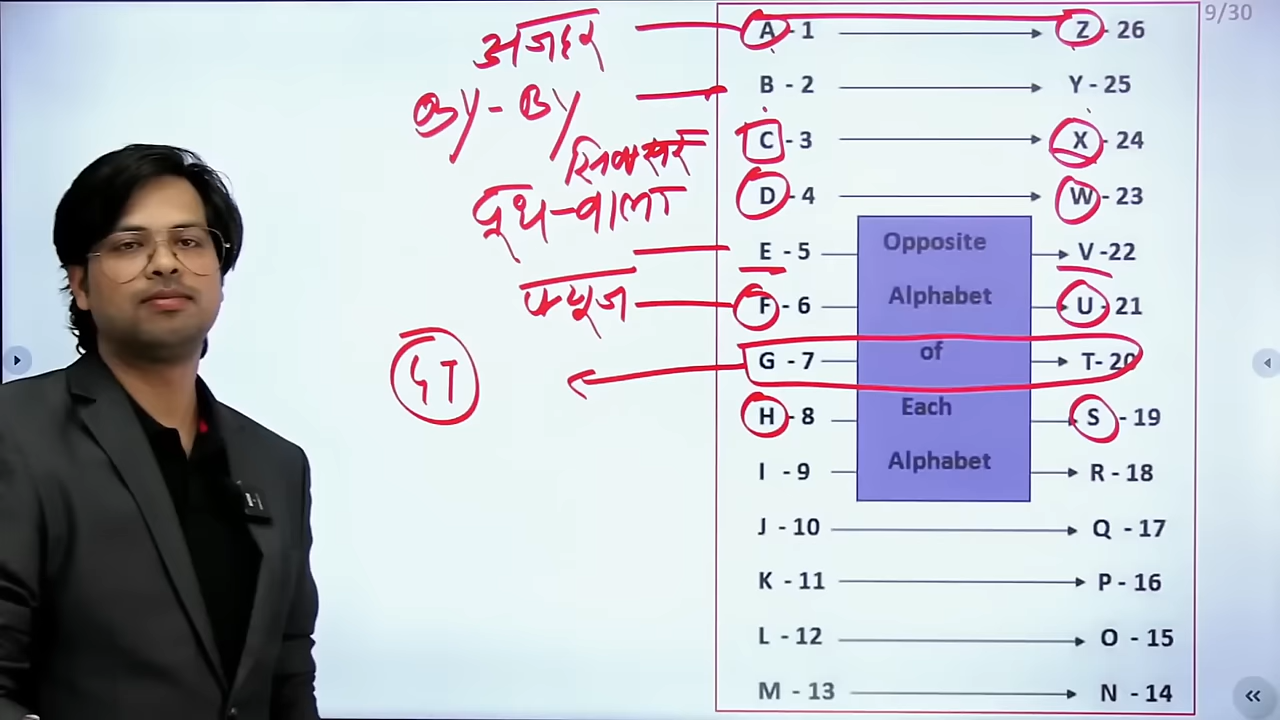 9/30
अजहर A - 1 Z - 26
BY - BY B - 2 Y - 25
C - 3 X - 24
दूध-वाला D - 4 W - 23
E - 5 V -22
फ्यूज F - 6 U - 21
GT G - 7 T- 20
H - 8 S - 19
I - 9 R - 18
J - 10 Q - 17
K - 11 P - 16
L - 12 O - 15
M - 13 N - 14
Opposite
Alphabet
of
Each
Alphabet